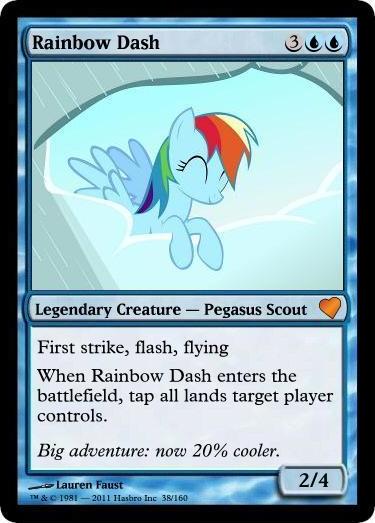 Rainbow Dash 3
Legendary Creature — Pegasus Scout
First strike, flash, flying
When Rainbow Dash enters the
battlefield, tap all lands target player
controls.
Big adventure: now 20% cooler.
Lauren Faust
™ & © 1981 — 2011 Hasbro Inc 38/160
2/4